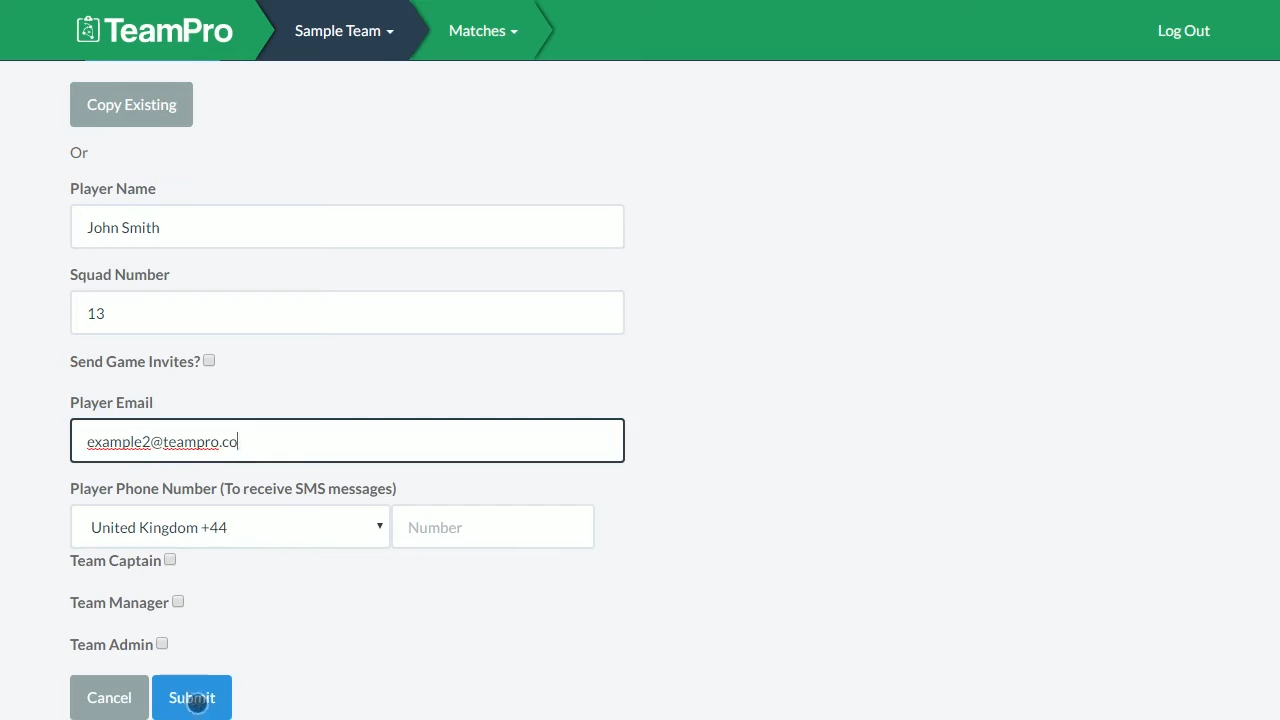 TeamPro
Sample Team
Matches
Log Out
Copy Existing
Or
Player Name
John Smith
Squad Number
13
Send Game Invites?
Player Email
example2@teampro.co
Player Phone Number (To receive SMS messages)
United Kingdom +44 Number
Team Captain
Team Manager
Team Admin
Cancel Submit